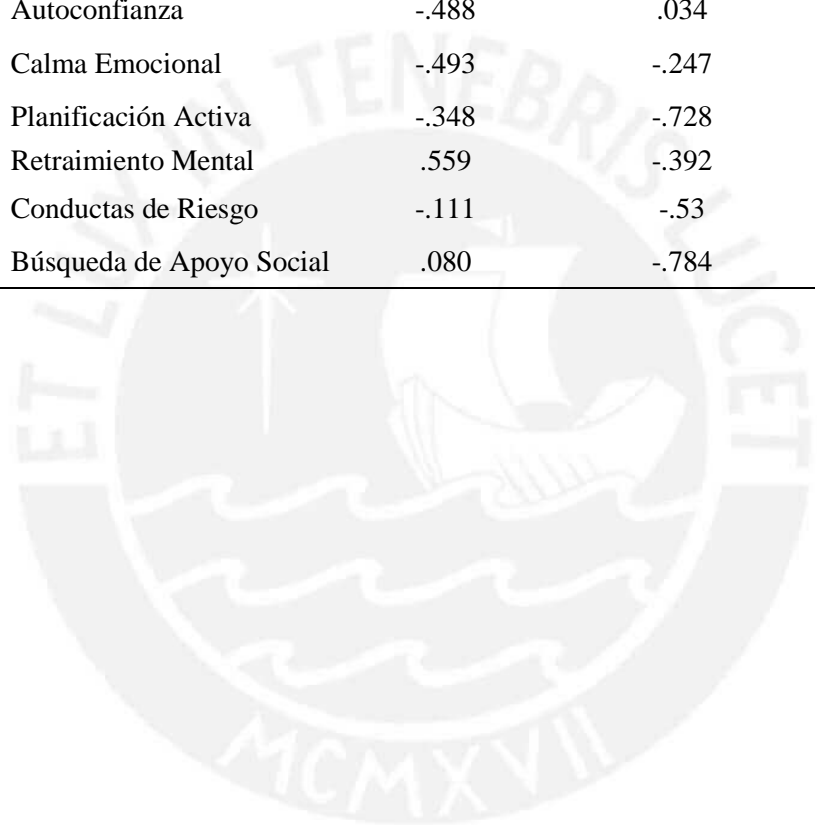 Autoconfianza -.488 .034
Calma Emocional -.493 -.247
Planificación Activa -.348 -.728
Retraimiento Mental .559 -.392
Conductas de Riesgo -.111 -.53
Búsqueda de Apoyo Social .080 -.784
ET LUX IN TENEBRIS LUCET
MCMXVII